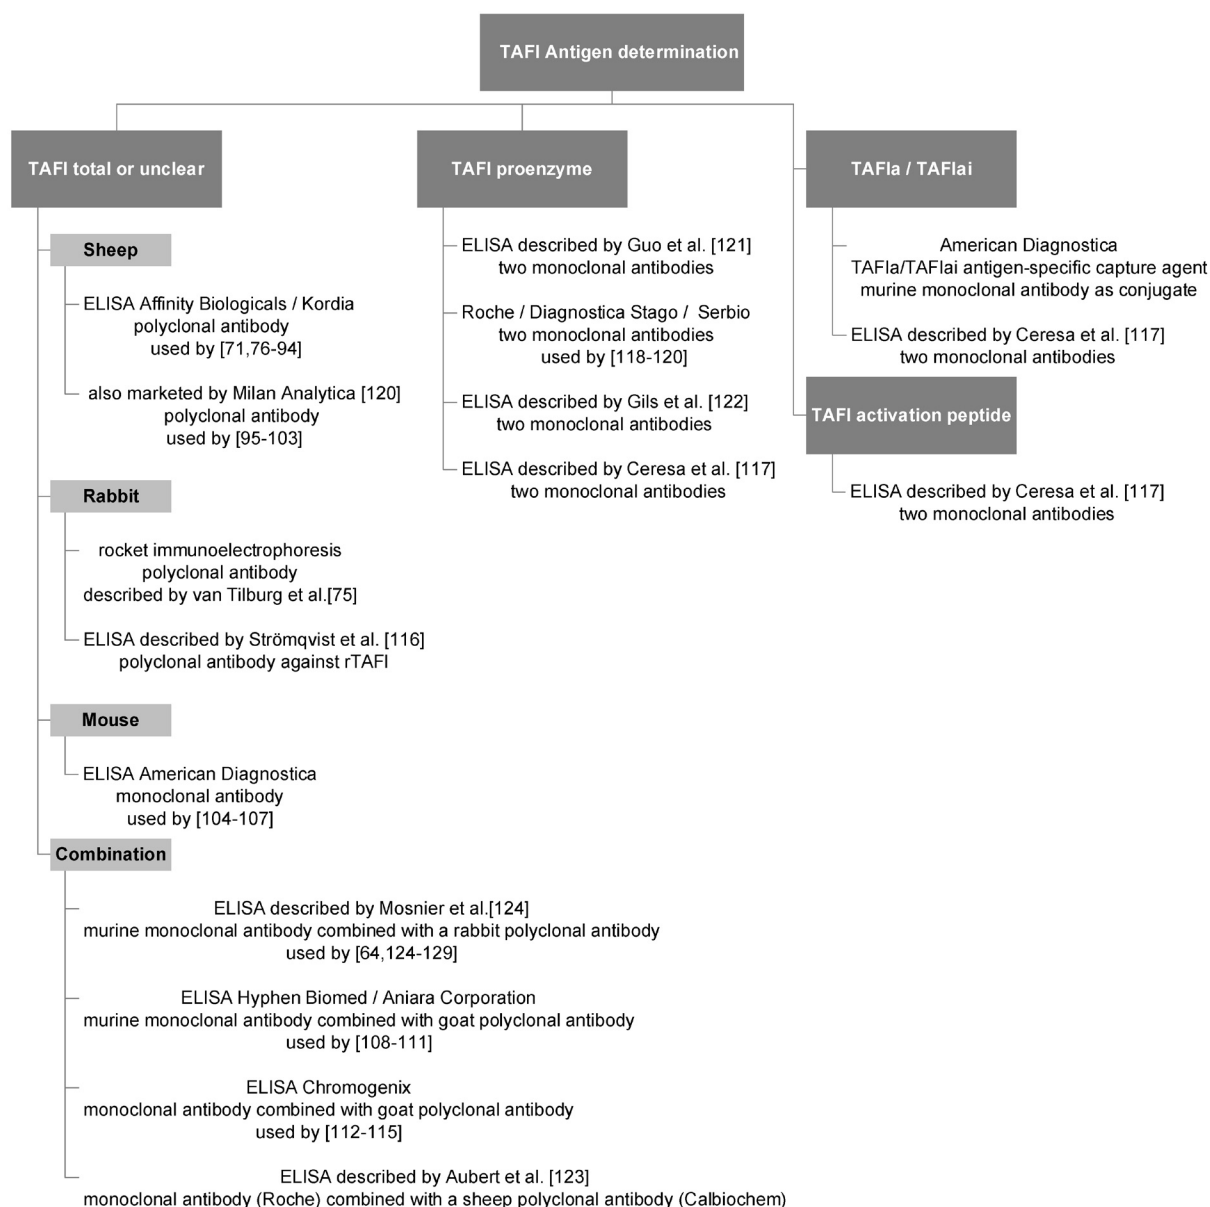 TAFI Antigen determination
TAFI total or unclear
Sheep
ELISA Affinity Biologicals / Kordia
polyclonal antibody
used by [71,76-94]
also marketed by Milan Analytica [120]
polyclonal antibody
used by [95-103]
Rabbit
rocket immunoelectrophoresis
polyclonal antibody
described by van Tilburg et al.[75]
ELISA described by Strömqvist et al. [116]
polyclonal antibody against rTAFI
Mouse
ELISA American Diagnostica
monoclonal antibody
used by [104-107]
Combination
ELISA described by Mosnier et al.[124]
murine monoclonal antibody combined with a rabbit polyclonal antibody
used by [64,124-129]
ELISA Hyphen Biomed / Aniara Corporation
murine monoclonal antibody combined with goat polyclonal antibody
used by [108-111]
ELISA Chromogenix
monoclonal antibody combined with goat polyclonal antibody
used by [112-115]
ELISA described by Aubert et al. [123]
monoclonal antibody (Roche) combined with a sheep polyclonal antibody (Calbiochem)
TAFI proenzyme
ELISA described by Guo et al. [121]
two monoclonal antibodies
Roche / Diagnostica Stago / Serbio
two monoclonal antibodies
used by [118-120]
ELISA described by Gils et al. [122]
two monoclonal antibodies
ELISA described by Ceresa et al. [117]
two monoclonal antibodies
TAFIa / TAFIai
American Diagnostica
TAFIa/TAFIai antigen-specific capture agent
murine monoclonal antibody as conjugate
ELISA described by Ceresa et al. [117]
two monoclonal antibodies
TAFI activation peptide
ELISA described by Ceresa et al. [117]
two monoclonal antibodies